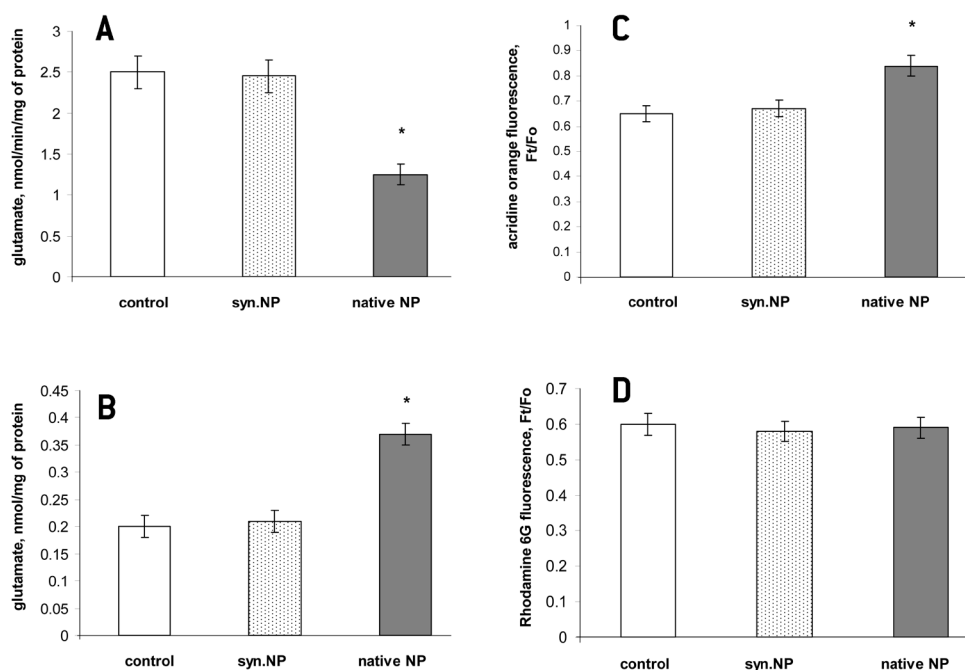 A
glutamate, nmol/min/mg of protein
3
2.5
2
1.5
1
0.5
0
*
control
syn.NP
native NP
C
acridine orange fluorescence,
Ft/Fo
1
0.9
0.8
0.7
0.6
0.5
0.4
0.3
0.2
0.1
0
*
control
syn.NP
native NP
B
glutamate, nmol/mg of protein
0.45
0.4
0.35
0.3
0.25
0.2
0.15
0.1
0.05
0
*
control
syn.NP
native NP
D
Rhodamine 6G fluorescence, Ft/Fo
0.7
0.6
0.5
0.4
0.3
0.2
0.1
0
control
syn.NP
native NP